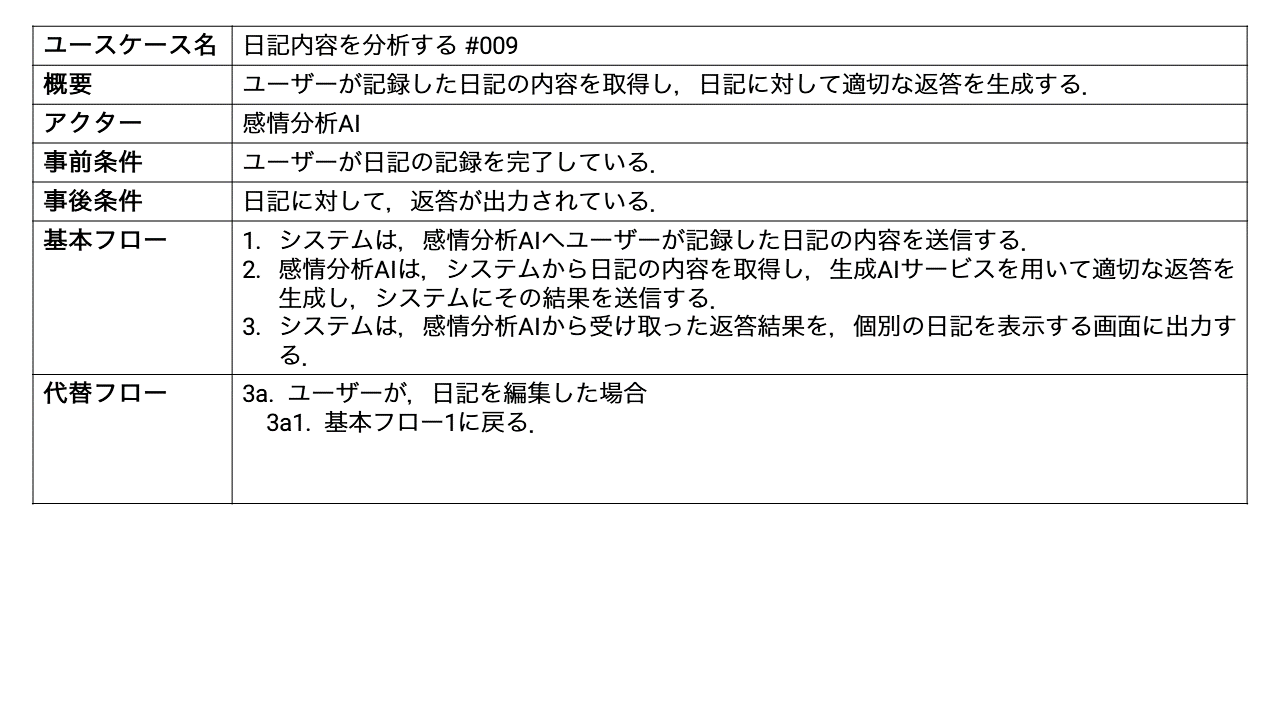 ユースケース名 日記内容を分析する #009
概要 ユーザーが記録した日記の内容を取得し，日記に対して適切な返答を生成する．
アクター 感情分析AI
事前条件 ユーザーが日記の記録を完了している．
事後条件 日記に対して，返答が出力されている．
基本フロー 1. システムは，感情分析AIへユーザーが記録した日記の内容を送信する．
2. 感情分析AIは，システムから日記の内容を取得し，生成AIサービスを用いて適切な返答を
生成し，システムにその結果を送信する．
3. システムは，感情分析AIから受け取った返答結果を，個別の日記を表示する画面に出力す
る．
代替フロー 3a. ユーザーが，日記を編集した場合
3a1. 基本フロー1に戻る．